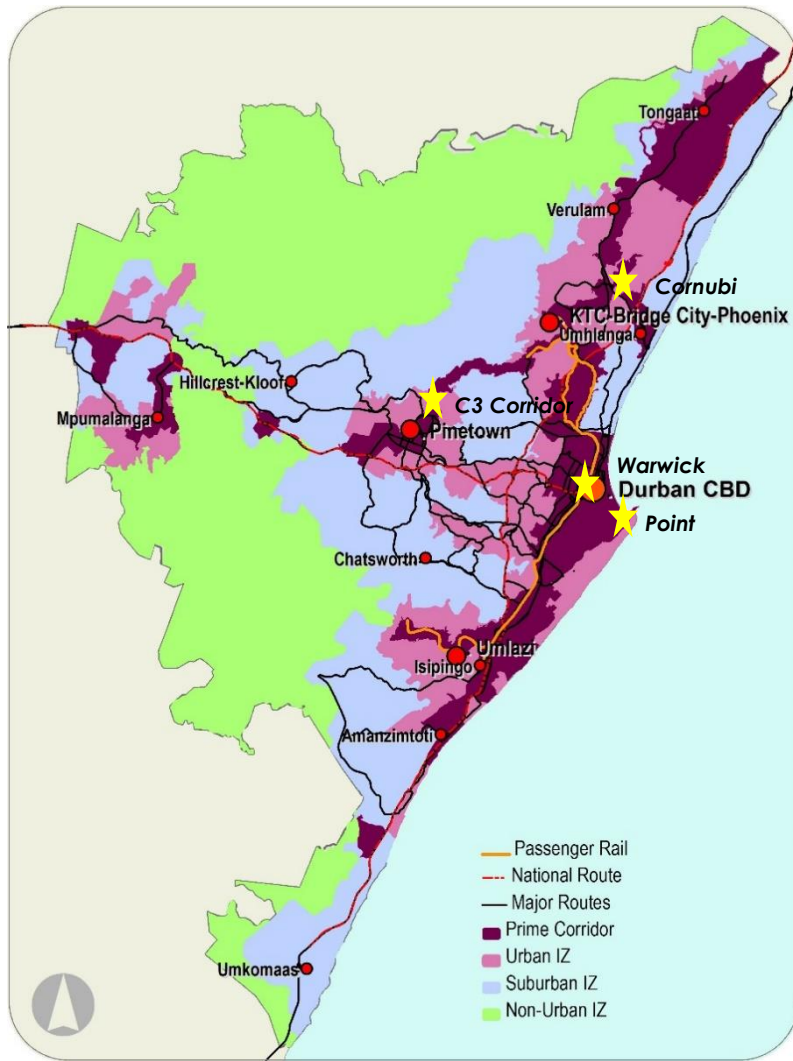 Tongaat
Verulam
Cornubi
KTC-Bridge City-Phoenix
Umhlanga
Hillcrest-Kloof
C3 Corridor
Mpumalanga
Pinetown
Warwick
Durban CBD
Point
Chatsworth
Umlazi
Isipingo
Amanzimtoti
Passenger Rail
National Route
Major Routes
Prime Corridor
Urban IZ
Suburban IZ
Non-Urban IZ
Umkomaas